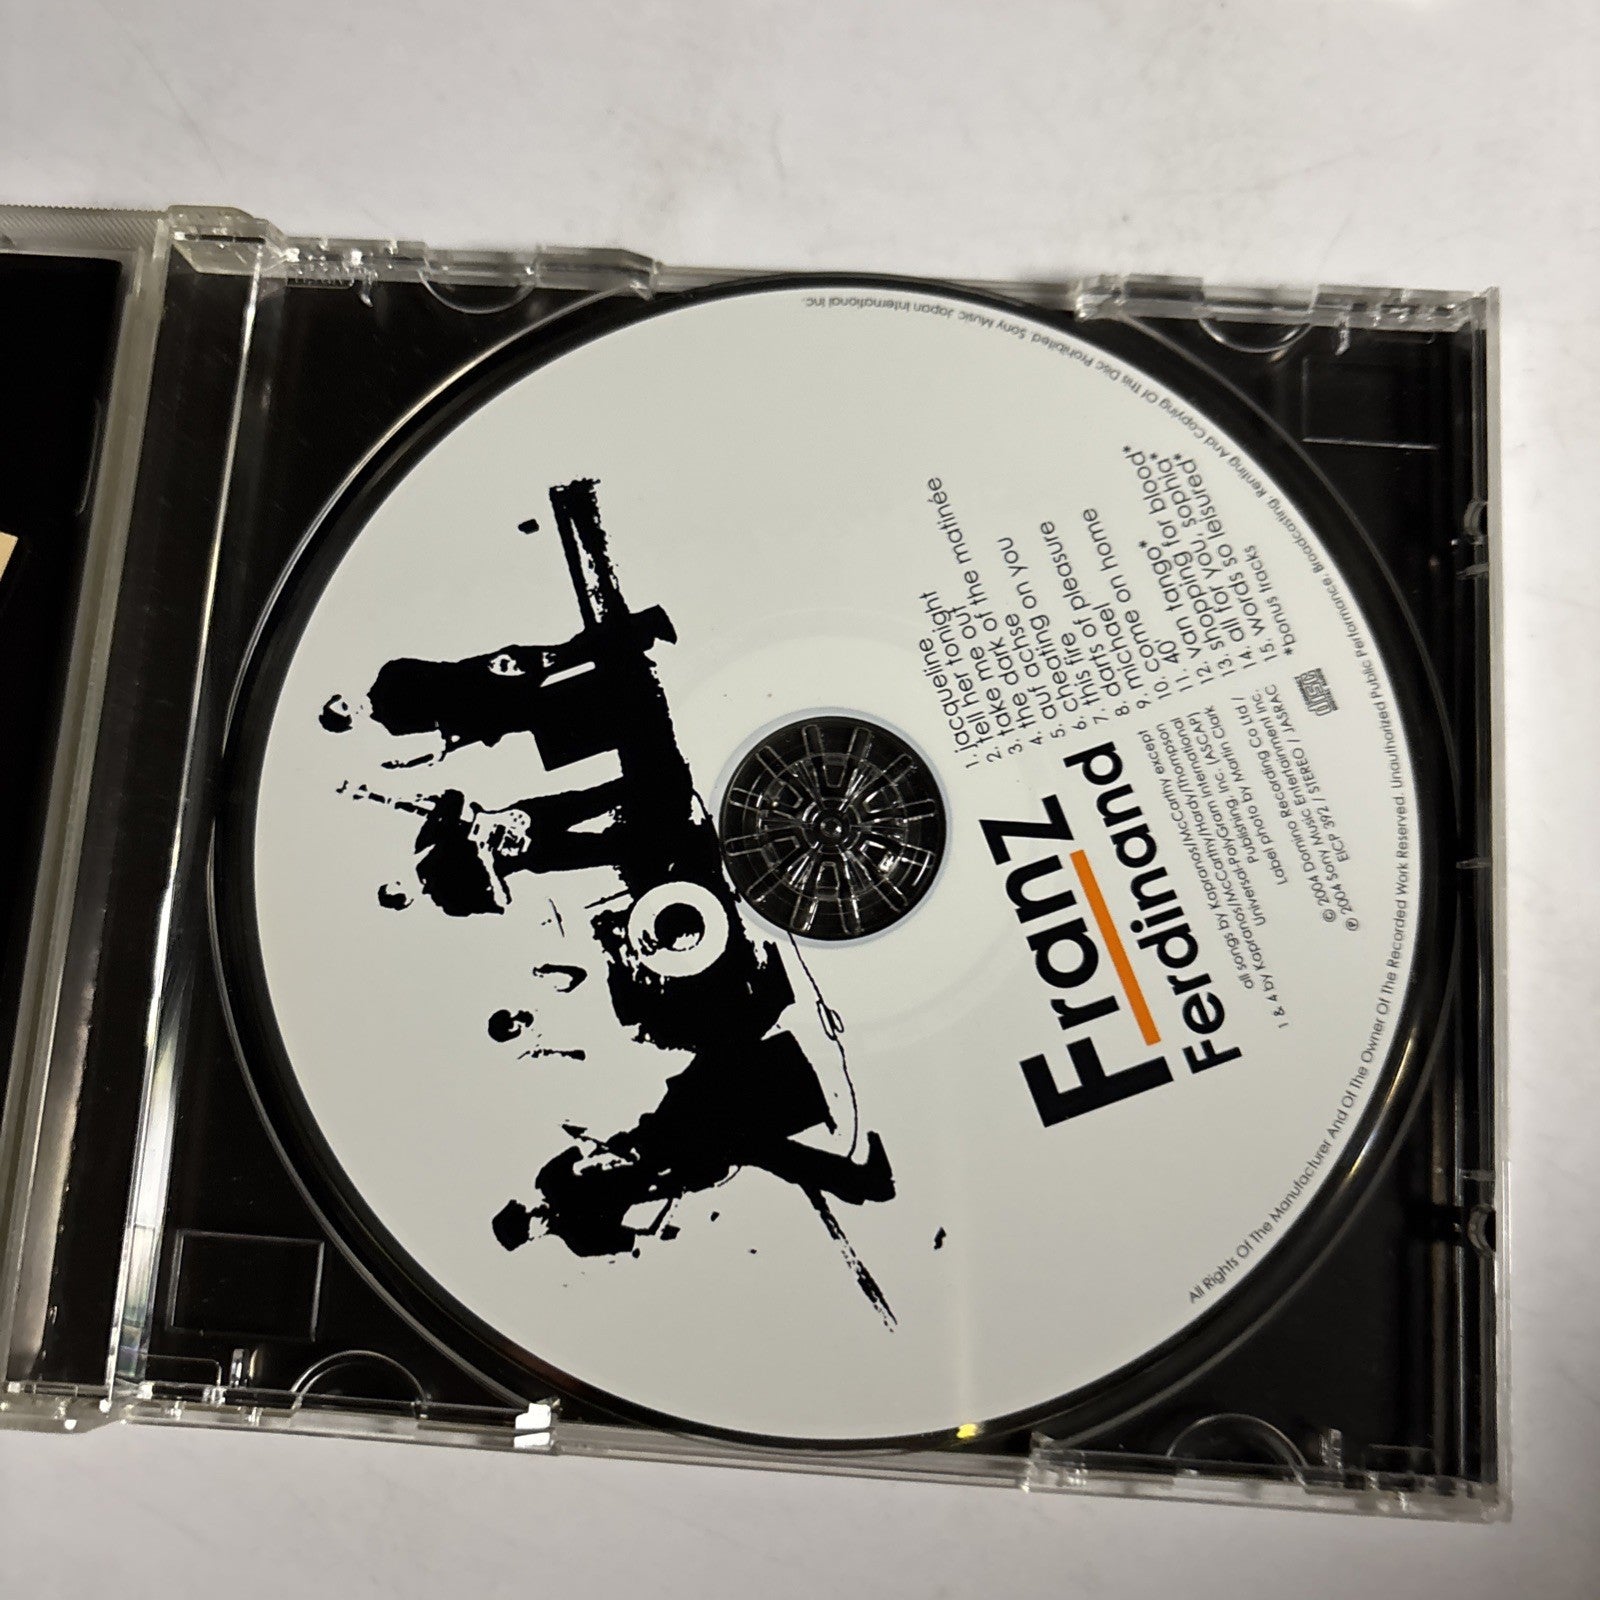 Franz
Ferdinand
1. jacqueline
2. tell her tonight
3. take me out
4. the dark of the matinée
5. auf achse
6. cheating on you
7. this fire
8. darts of pleasure
9. michael
10. come on home
11. 40'
12. van tango*
13. shopping for blood*
14. all for you, sophia*
15. words so leisured*
*bonus tracks
all songs by Kapranos/McCarthy except
1 & 4 by Kapranos/McCarthy/Hardy/Thompson
Universal-PolyGram International
Publishing, Inc. (ASCAP)
Label photo by Martin Clark
© 2004 Domino Recording Co Ltd./
℗ 2004 Sony Music Entertainment Inc.
EICP 392 / STEREO / JASRAC
All Rights Of The Manufacturer And Of The Owner Of The Recorded Work Reserved. Unauthorized Public Performance, Broadcasting, Renting And Copying Of This Disc Prohibited. Sony Music Japan International Inc.